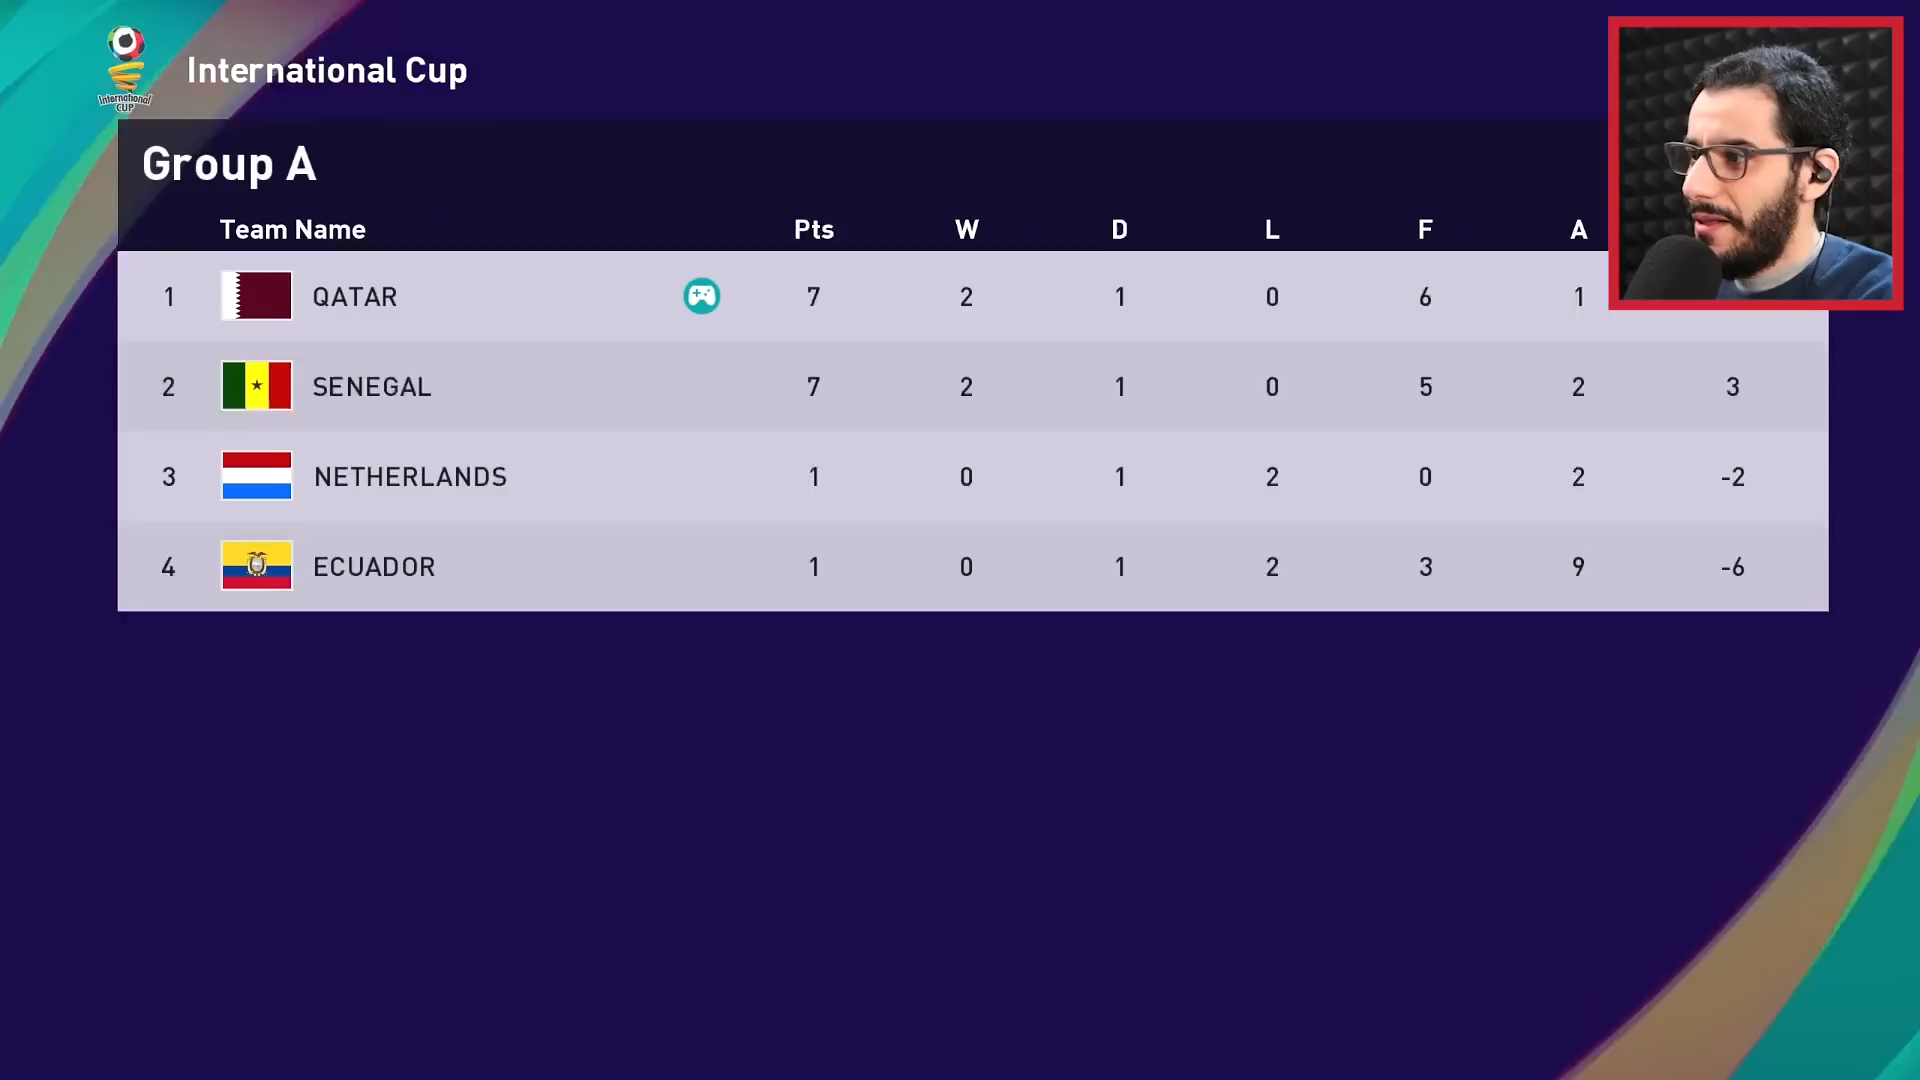 International CUP
International Cup
Group A
Team Name Pts W D L F A
1 QATAR 7 2 1 0 6 1
2 SENEGAL 7 2 1 0 5 2 3
3 NETHERLANDS 1 0 1 2 0 2 -2
4 ECUADOR 1 0 1 2 3 9 -6